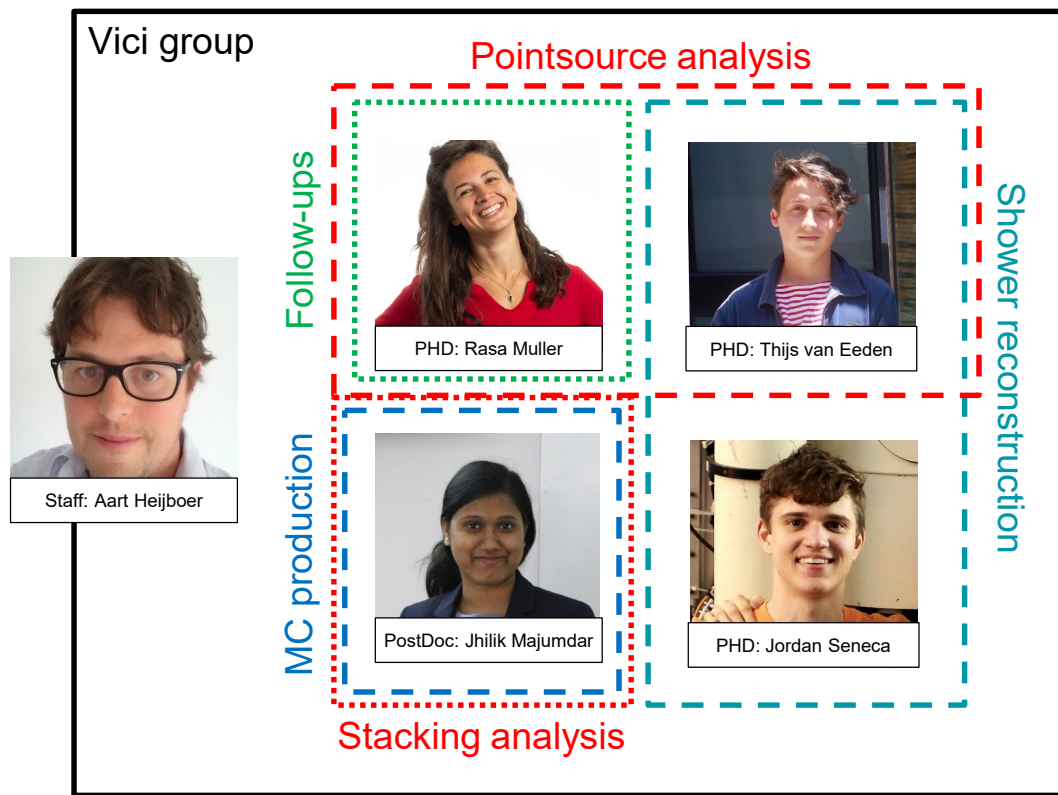 Vici group
Pointsource analysis
Follow-ups
Shower reconstruction
PHD: Rasa Muller
PHD: Thijs van Eeden
Staff: Aart Heijboer
MC production
PostDoc: Jhilik Majumdar
PHD: Jordan Seneca
Stacking analysis